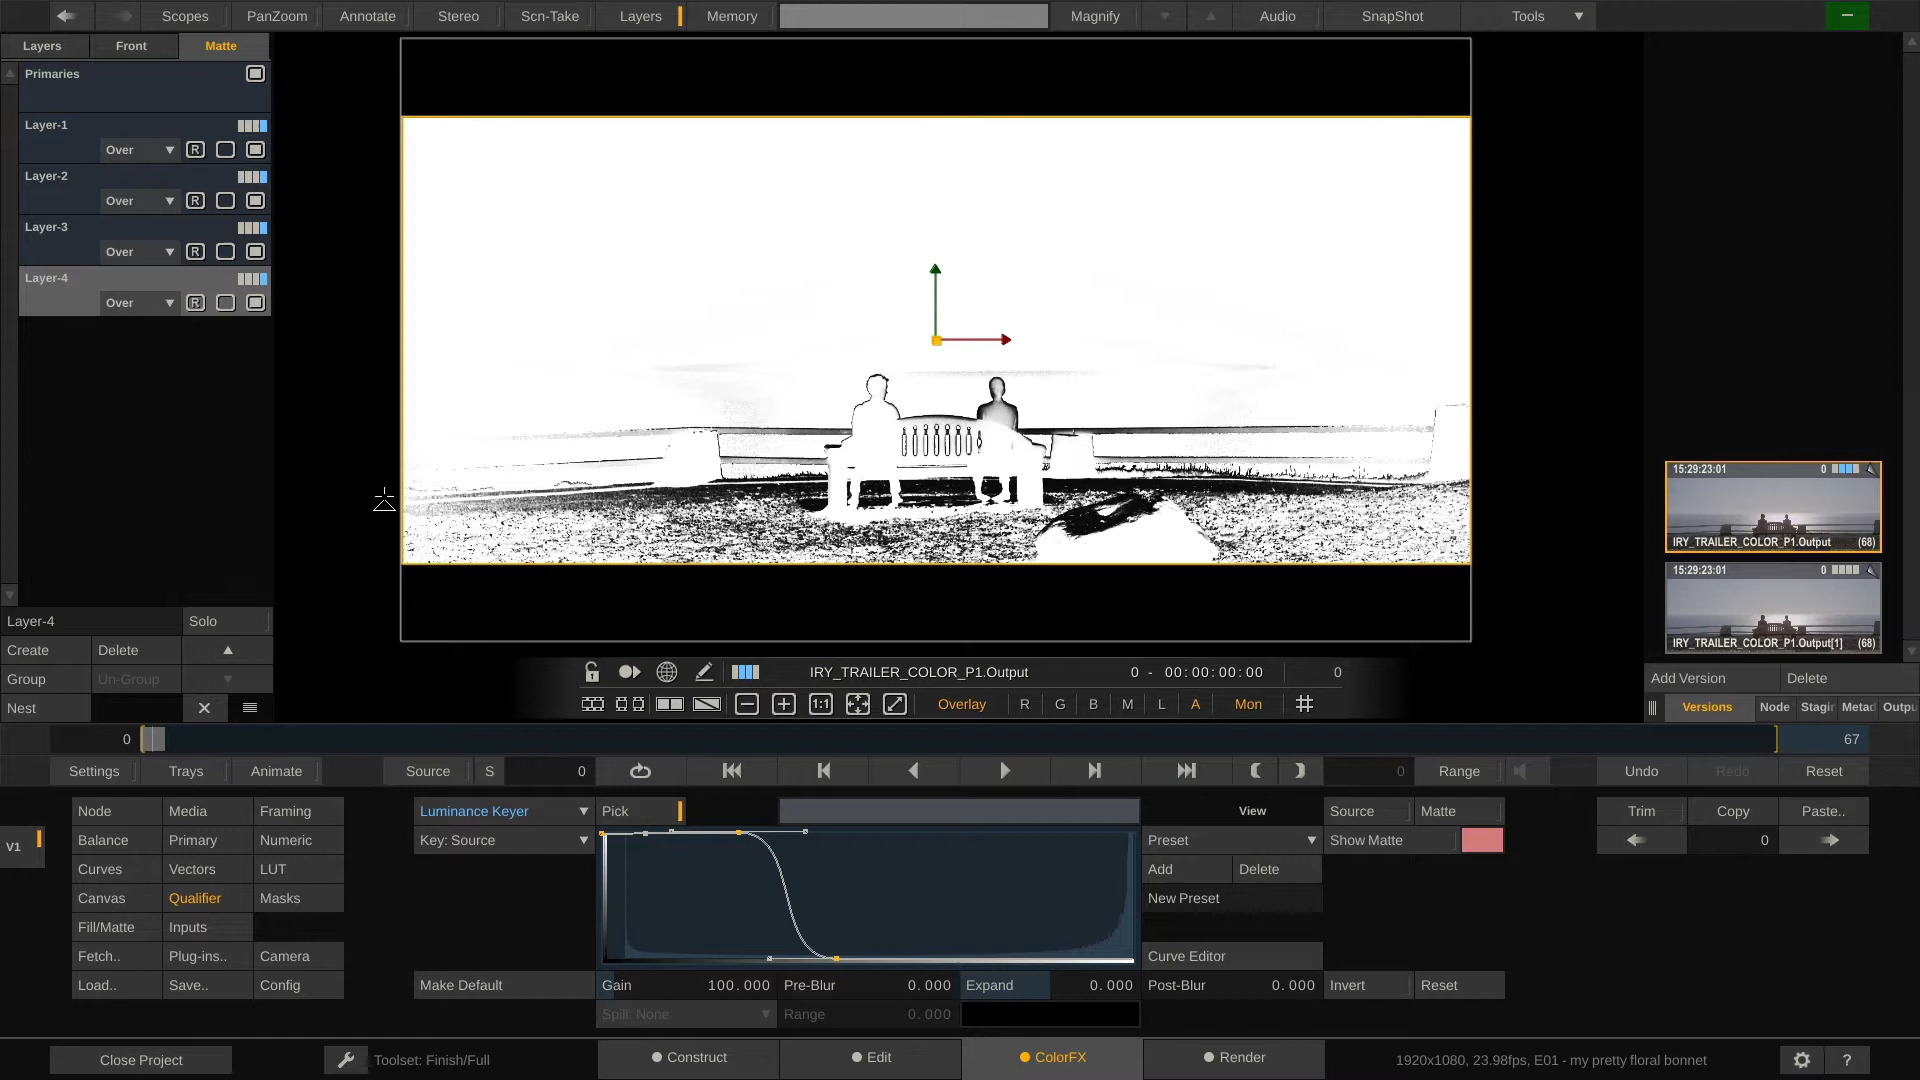 Scopes PanZoom Annotate Stereo Scn-Take Layers Memory Magnify Audio SnapShot Tools
Layers Front Matte
Primaries
Layer-1
Over R
Layer-2
Over R
Layer-3
Over R
Layer-4
Over R
15:29:23:01 0
IRY_TRAILER_COLOR_P1.Output (68)
15:29:23:01 0
IRY_TRAILER_COLOR_P1.Output[1] (68)
Layer-4 Solo
Create Delete
Group Un-Group
Nest
IRY_TRAILER_COLOR_P1.Output 0 - 00:00:00:00 0
1:1 Overlay R G B M L A Mon
Add Version Delete
Versions Node Stagin Metad Outpu
0 67
Settings Trays Animate Source S 0 0 Range Undo Redo Reset
V1
Node Media Framing
Balance Primary Numeric
Curves Vectors LUT
Canvas Qualifier Masks
Fill/Matte Inputs
Fetch.. Plug-ins.. Camera
Load.. Save.. Config
Luminance Keyer Pick View Source Matte Trim Copy Paste..
Key: Source Preset Show Matte 0
Add Delete
New Preset
Curve Editor
Make Default Gain 100.000 Pre-Blur 0.000 Expand 0.000 Post-Blur 0.000 Invert Reset
Spill: None Range 0.000
Close Project Toolset: Finish/Full Construct Edit ColorFX Render 1920x1080, 23.98fps, E01 - my pretty floral bonnet ?